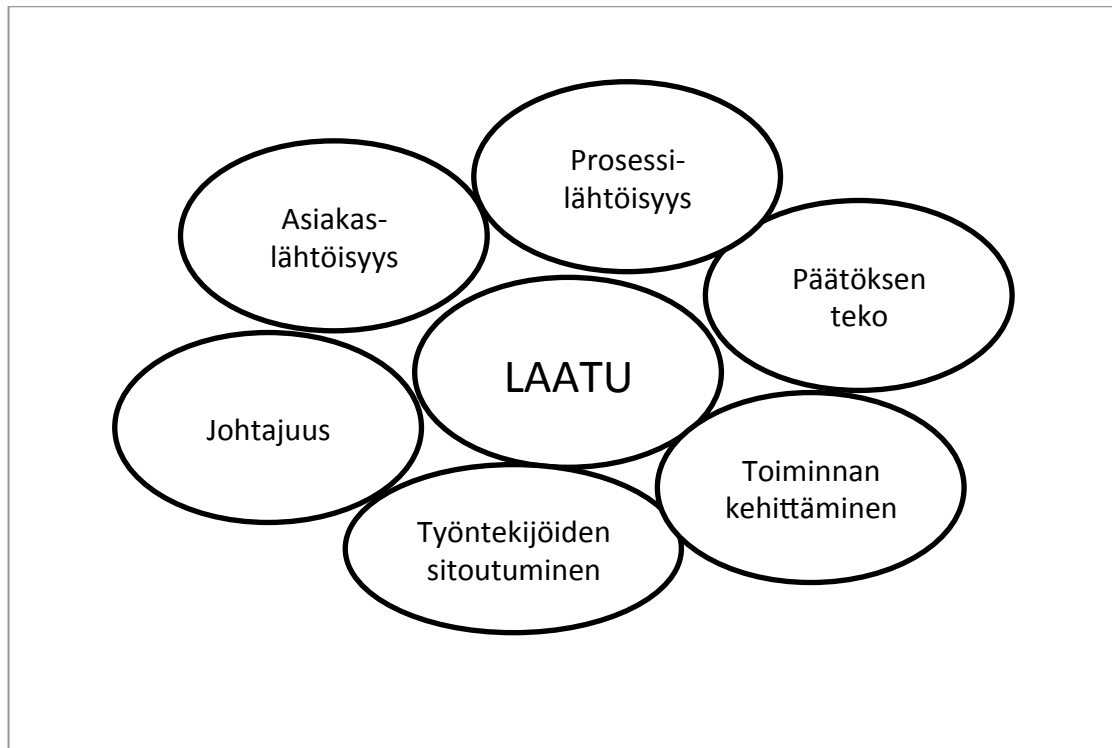 Prosessi-
lähtöisyys
Asiakas-
lähtöisyys
Päätöksen
teko
LAATU
Johtajuus
Toiminnan
kehittäminen
Työntekijöiden
sitoutuminen